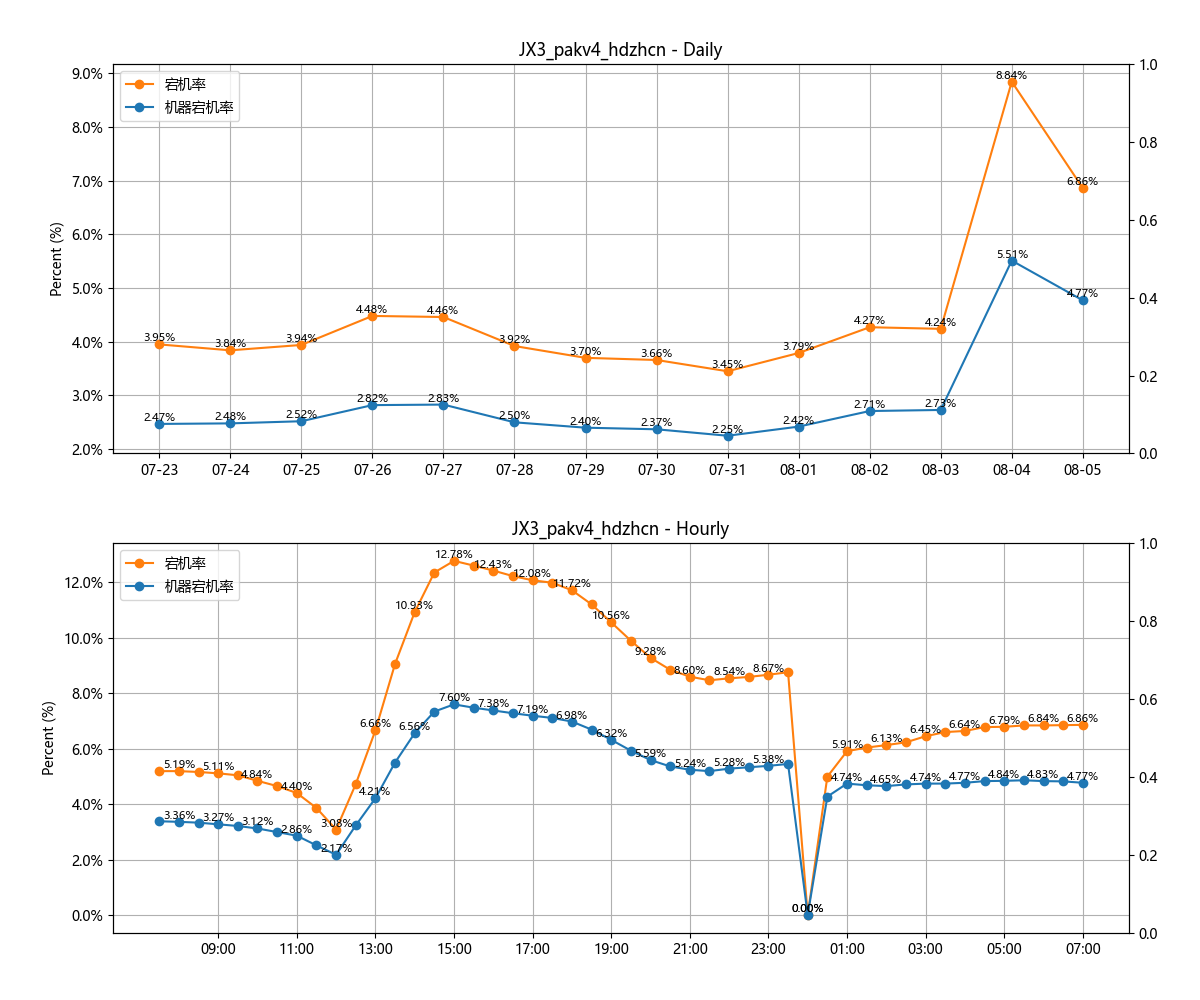 JX3_pakv4_hdzhcn - Daily
宕机率
机器宕机率
Percent (%)
9.0%
8.0%
7.0%
6.0%
5.0%
4.0%
3.0%
2.0%
1.0
0.8
0.6
0.4
0.2
0.0
3.95% 3.84% 3.94% 4.48% 4.46% 3.92% 3.70% 3.66% 3.45% 3.79% 4.27% 4.24% 8.84% 6.86%
2.47% 2.48% 2.52% 2.82% 2.83% 2.50% 2.40% 2.37% 2.25% 2.42% 2.71% 2.73% 5.51% 4.77%
07-23 07-24 07-25 07-26 07-27 07-28 07-29 07-30 07-31 08-01 08-02 08-03 08-04 08-05
JX3_pakv4_hdzhcn - Hourly
宕机率
机器宕机率
Percent (%)
12.0%
10.0%
8.0%
6.0%
4.0%
2.0%
0.0%
1.0
0.8
0.6
0.4
0.2
0.0
5.19% 5.11% 4.84% 4.40% 3.08% 6.66% 10.93% 12.78% 12.43% 12.08% 11.72% 10.56% 9.28% 8.60% 8.54% 8.67% 0.00% 5.91% 6.13% 6.45% 6.64% 6.79% 6.84% 6.86%
3.36% 3.27% 3.12% 2.86% 2.17% 4.21% 6.56% 7.60% 7.38% 7.19% 6.98% 6.32% 5.59% 5.24% 5.28% 5.38% 0.00% 4.74% 4.65% 4.74% 4.77% 4.84% 4.83% 4.77%
09:00 11:00 13:00 15:00 17:00 19:00 21:00 23:00 01:00 03:00 05:00 07:00